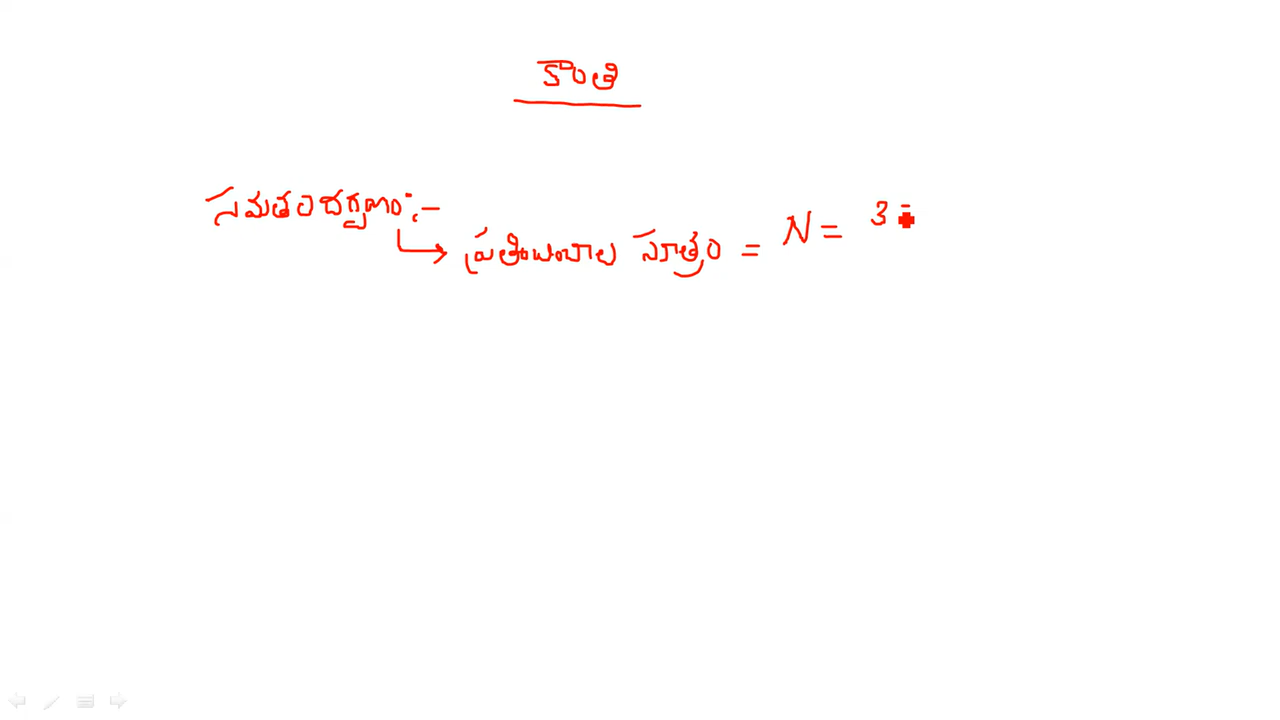 కాంతి
సమతలదర్పణం :-
ప్రతిబింబాల సూత్రం = N = 3